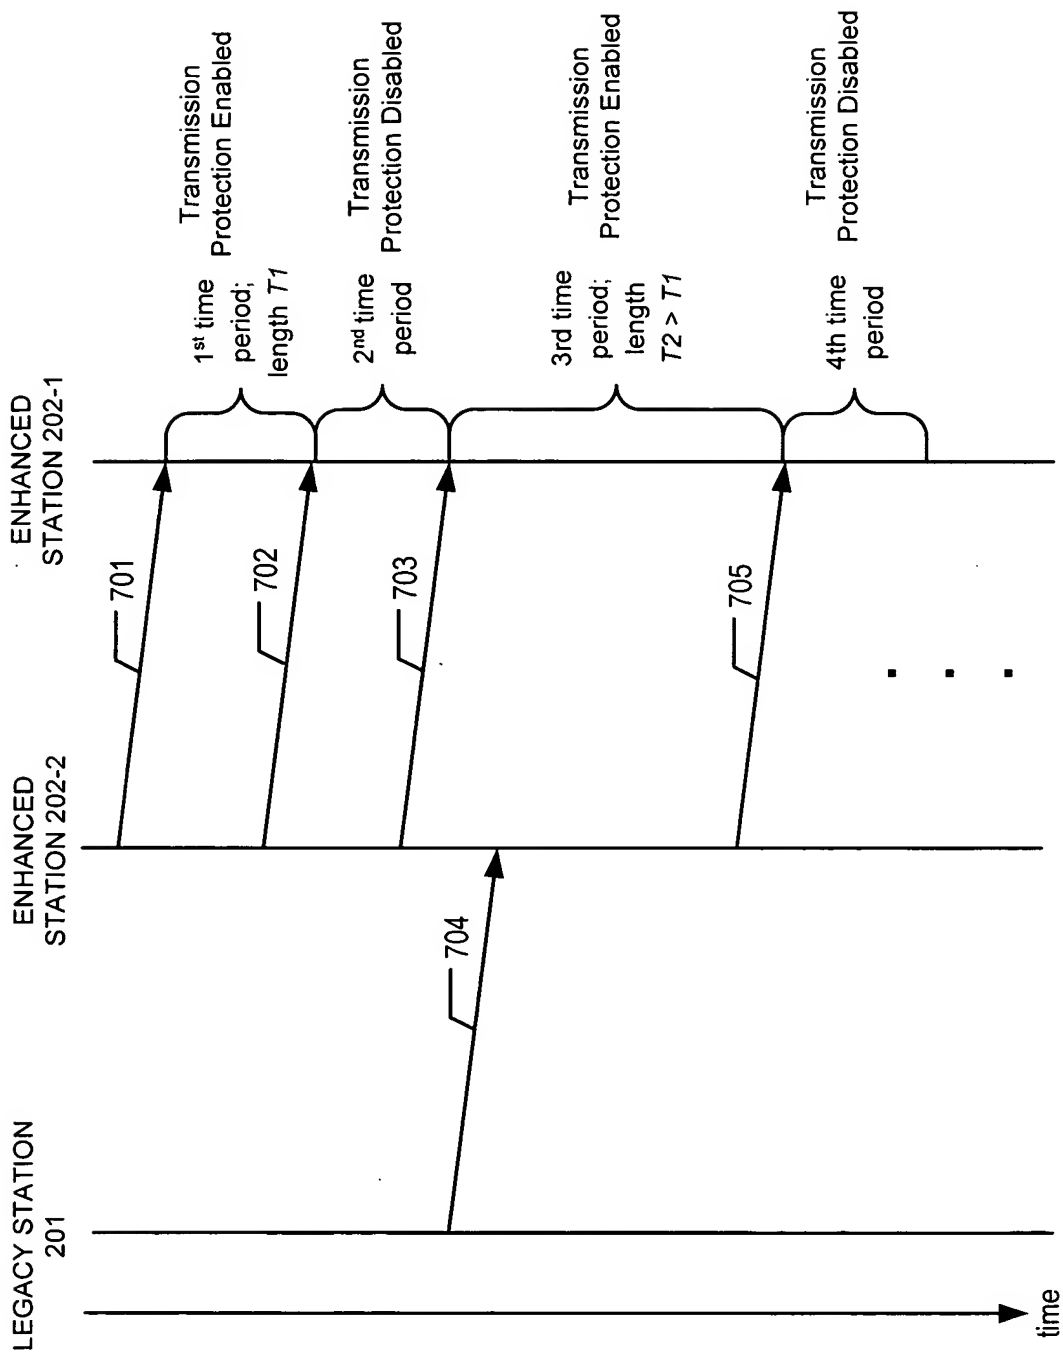 LEGACY STATION
201
ENHANCED
STATION 202-2
ENHANCED
STATION 202-1
701
702
703
704
705
1st time
period;
length T1
Transmission
Protection Enabled
2nd time
period
Transmission
Protection Disabled
3rd time
period;
length
T2 > T1
Transmission
Protection Enabled
4th time
period
Transmission
Protection Disabled
time